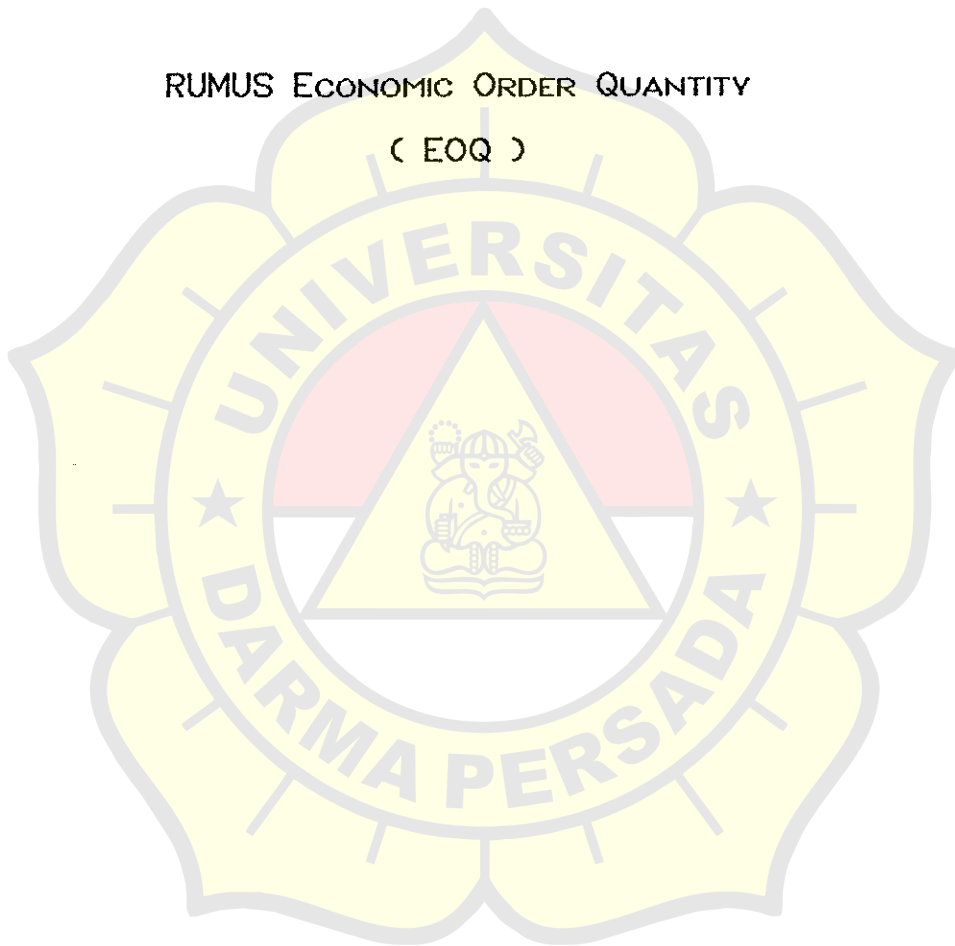 RUMUS ECONOMIC ORDER QUANTITY
( EOQ )
UNIVERSITAS
DARMA PERSADA